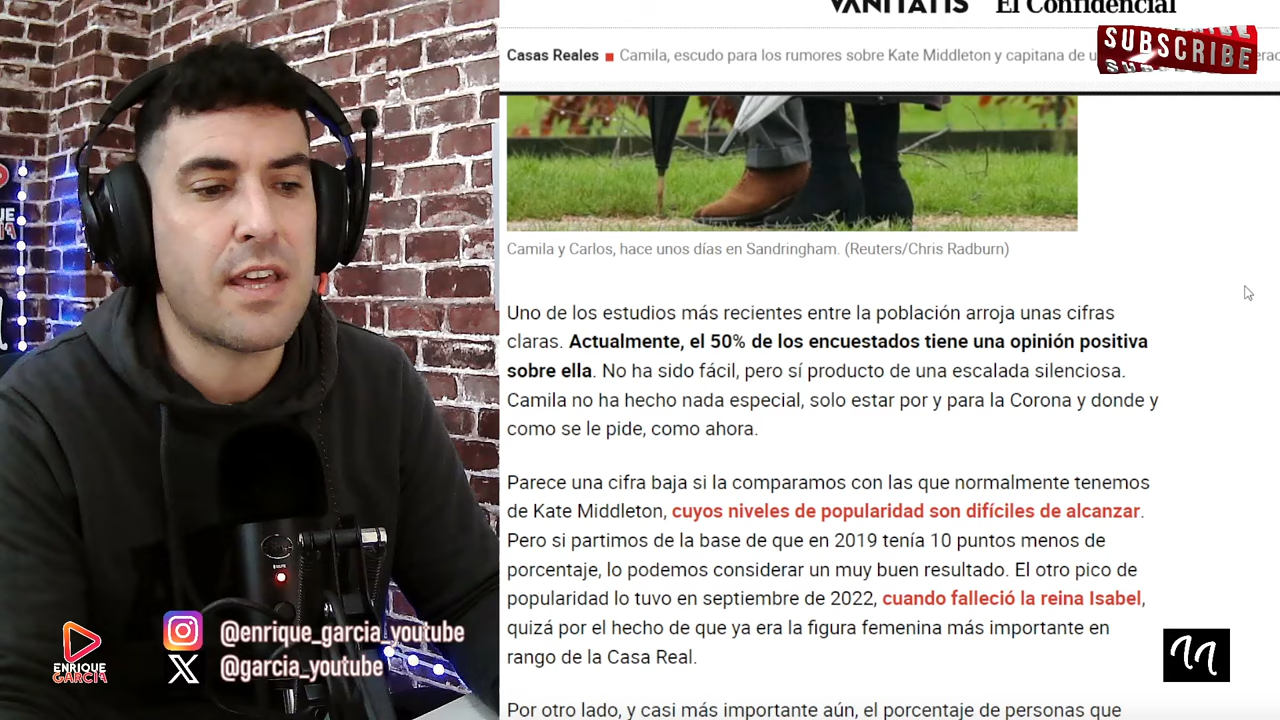 VANITATIS El Confidencial
SUBSCRIBE
Casas Reales ■ Camila, escudo para los rumores sobre Kate Middleton y capitana de
Camila y Carlos, hace unos días en Sandringham. (Reuters/Chris Radburn)
Uno de los estudios más recientes entre la población arroja unas cifras
claras. Actualmente, el 50% de los encuestados tiene una opinión positiva
sobre ella. No ha sido fácil, pero sí producto de una escalada silenciosa.
Camila no ha hecho nada especial, solo estar por y para la Corona y donde y
como se le pide, como ahora.
Parece una cifra baja si la comparamos con las que normalmente tenemos
de Kate Middleton, cuyos niveles de popularidad son difíciles de alcanzar.
Pero si partimos de la base de que en 2019 tenía 10 puntos menos de
porcentaje, lo podemos considerar un muy buen resultado. El otro pico de
popularidad lo tuvo en septiembre de 2022, cuando falleció la reina Isabel,
quizá por el hecho de que ya era la figura femenina más importante en
rango de la Casa Real.
Por otro lado, y casi más importante aún, el porcentaje de personas que
@enrique_garcia_youtube
@garcia_youtube
ENRIQUE
GARCIA